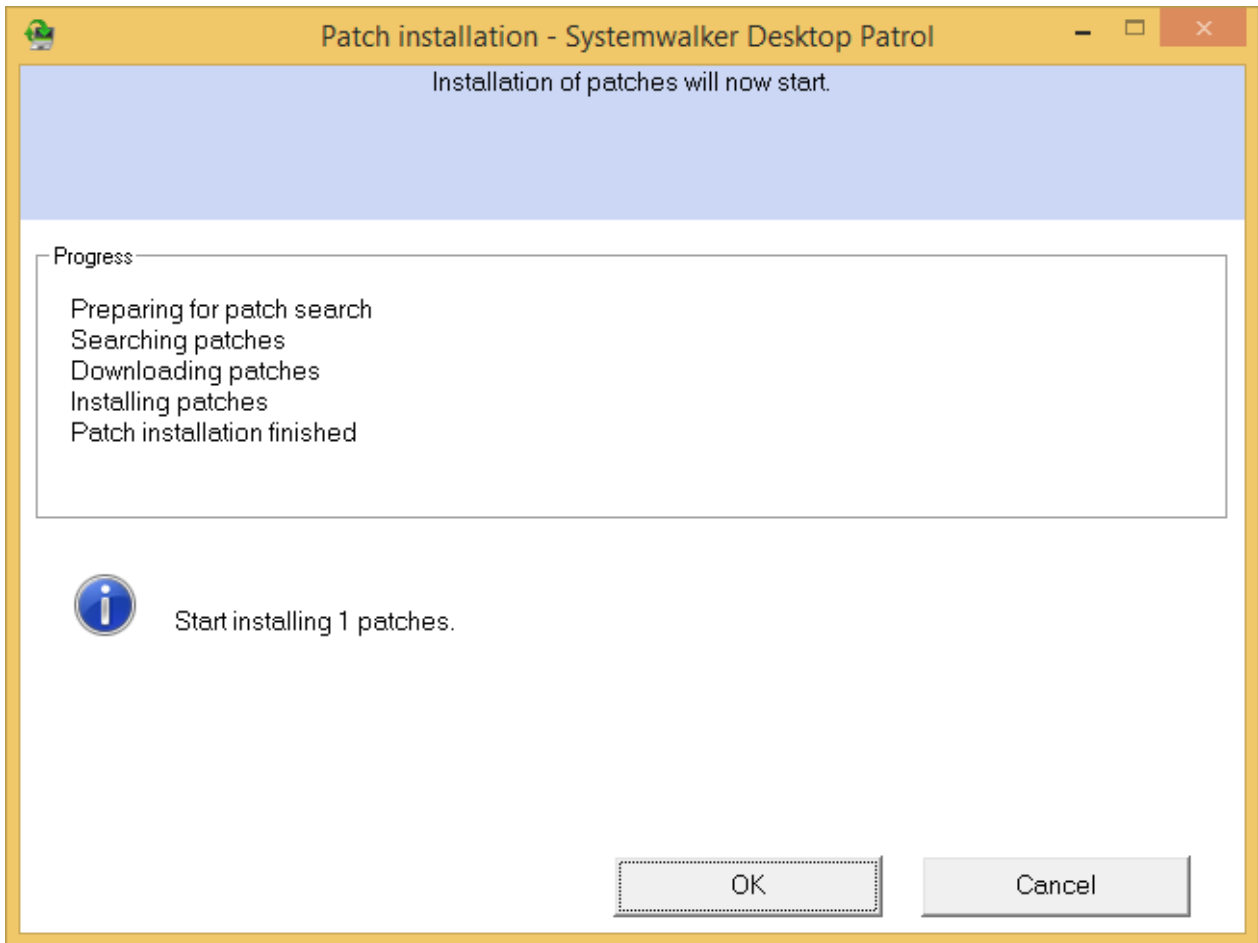 Patch installation - Systemwalker Desktop Patrol
Installation of patches will now start.
Progress
Preparing for patch search
Searching patches
Downloading patches
Installing patches
Patch installation finished
Start installing 1 patches.
OK
Cancel